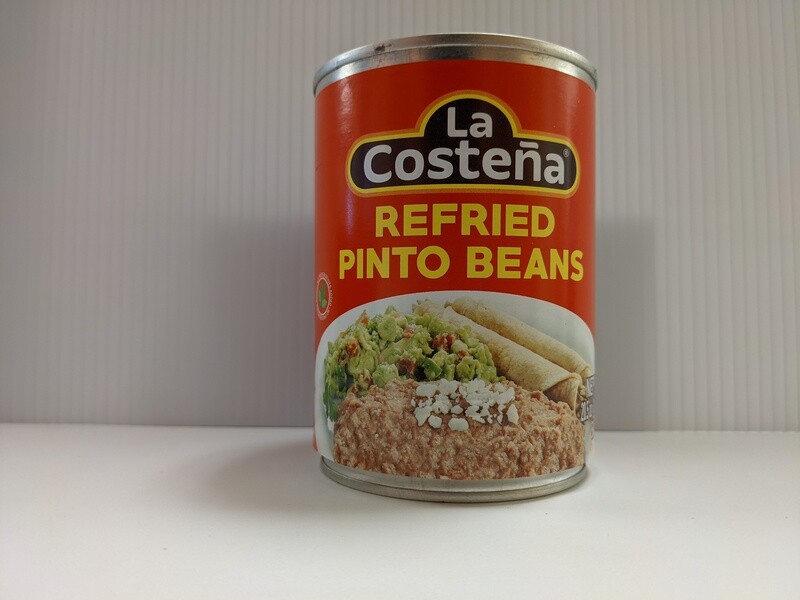 La
Costeña®
REFRIED
PINTO BEANS